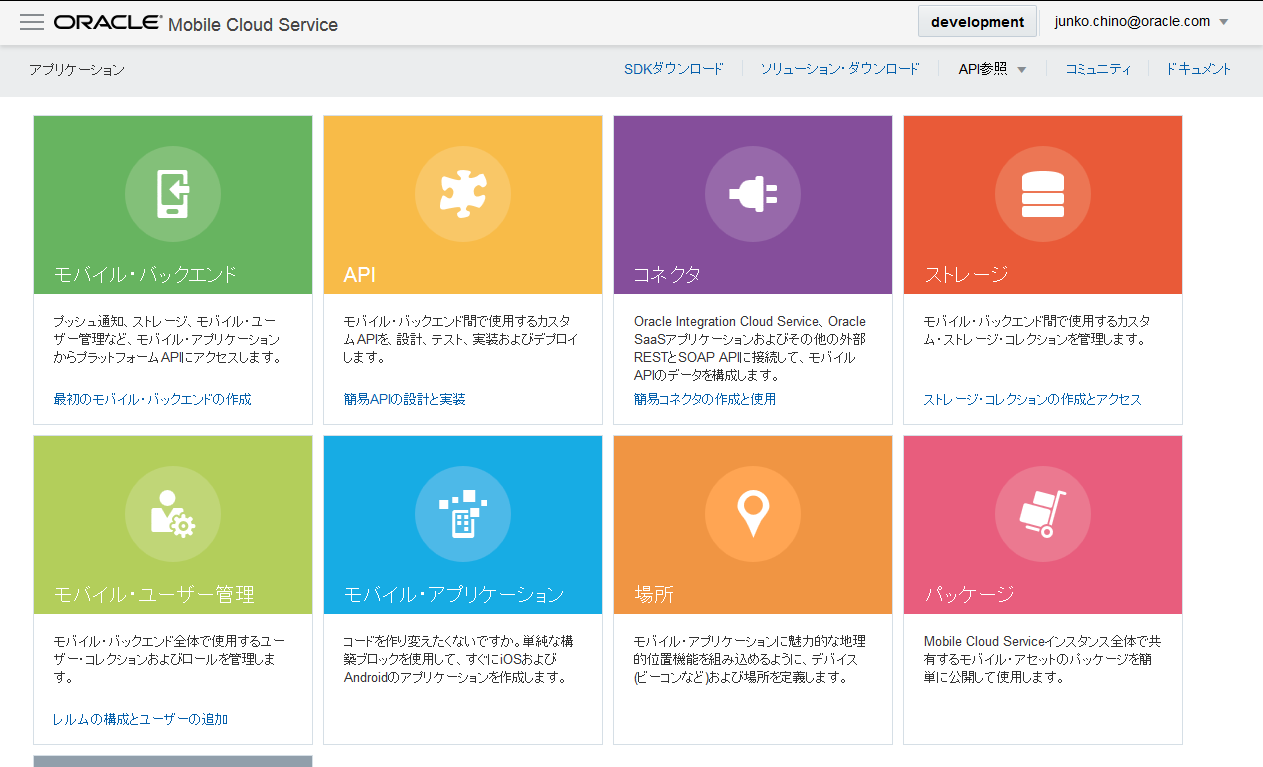 ORACLE Mobile Cloud Service
development
junko.chino@oracle.com
アプリケーション
SDKダウンロード
ソリューション・ダウンロード
API参照
コミュニティ
ドキュメント
モバイル・バックエンド
プッシュ通知、ストレージ、モバイル・ユー
ザー管理など、モバイル・アプリケーション
からプラットフォームAPIにアクセスします。
最初のモバイル・バックエンドの作成
API
モバイル・バックエンド間で使用するカスタ
ムAPIを、設計、テスト、実装およびデプロイ
します。
簡易APIの設計と実装
コネクタ
Oracle Integration Cloud Service、Oracle
SaaSアプリケーションおよびその他の外部
RESTとSOAP APIに接続して、モバイル
APIのデータを構成します。
簡易コネクタの作成と使用
ストレージ
モバイル・バックエンド間で使用するカスタ
ム・ストレージ・コレクションを管理します。
ストレージ・コレクションの作成とアクセス
モバイル・ユーザー管理
モバイル・バックエンド全体で使用するユー
ザー・コレクションおよびロールを管理しま
す。
レルムの構成とユーザーの追加
モバイル・アプリケーション
コードを作り変えたくないですか。単純な構
築ブロックを使用して、すぐにiOSおよび
Androidのアプリケーションを作成します。
場所
モバイル・アプリケーションに魅力的な地理
的位置機能を組み込めるように、デバイス
(ビーコンなど)および場所を定義します。
パッケージ
Mobile Cloud Serviceインスタンス全体で共
有するモバイル・アセットのパッケージを簡
単に公開して使用します。